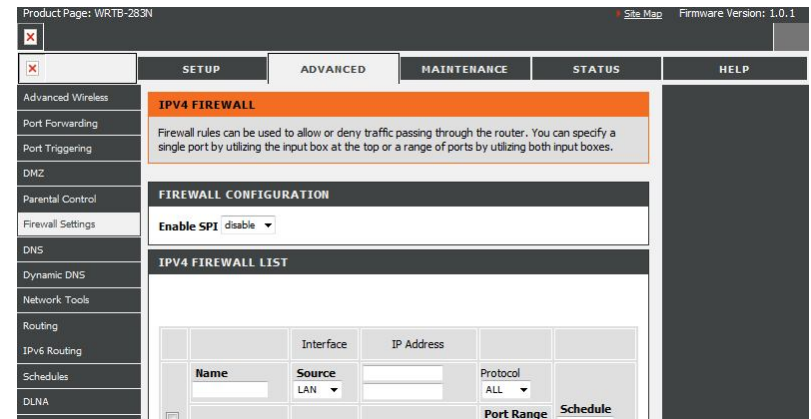 Product Page: WRTB-283N
Site Map
Firmware Version: 1.0.1
SETUP
ADVANCED
MAINTENANCE
STATUS
HELP
Advanced Wireless
Port Forwarding
Port Triggering
DMZ
Parental Control
Firewall Settings
DNS
Dynamic DNS
Network Tools
Routing
IPv6 Routing
Schedules
DLNA
IPV4 FIREWALL
Firewall rules can be used to allow or deny traffic passing through the router. You can specify a
single port by utilizing the input box at the top or a range of ports by utilizing both input boxes.
FIREWALL CONFIGURATION
Enable SPI disable
IPV4 FIREWALL LIST
Interface
IP Address
Name
Source
Protocol
LAN
ALL
Port Range
Schedule